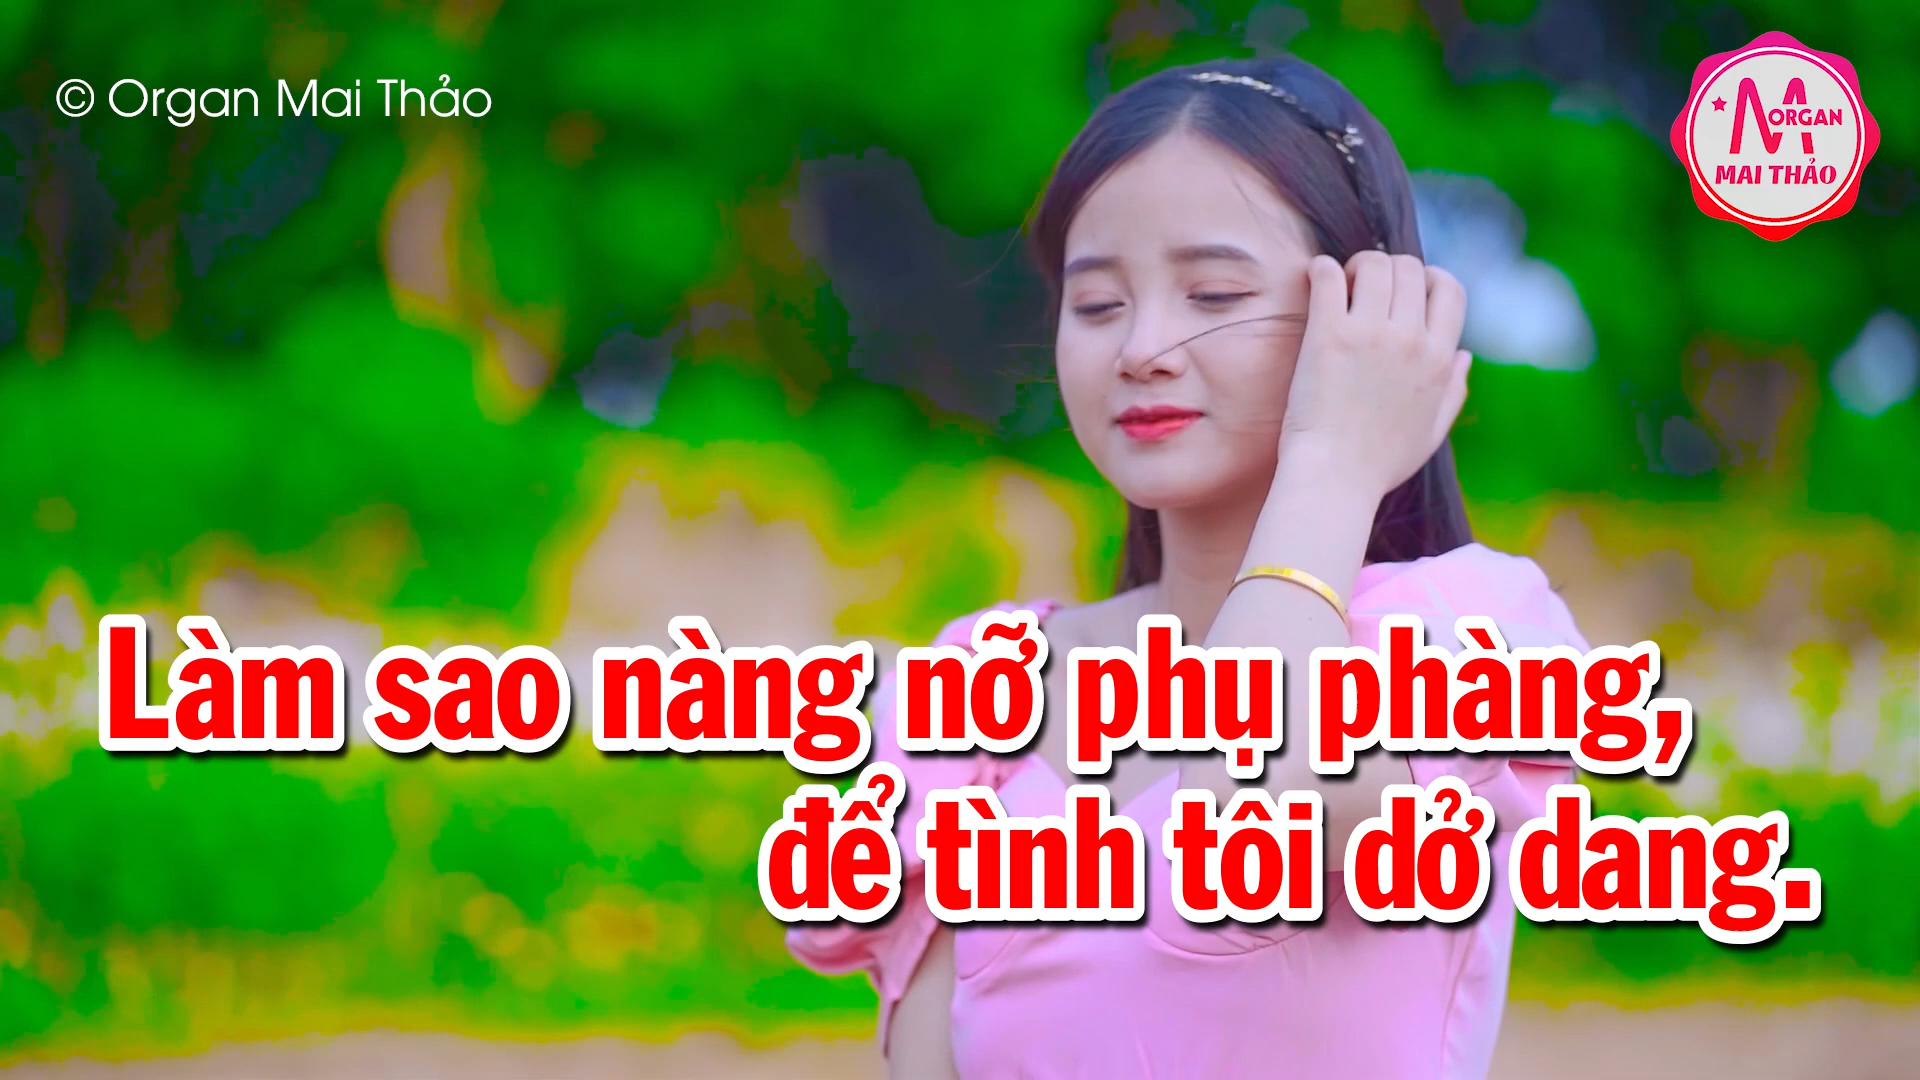 © Organ Mai Thảo
M ORGAN
MAI THẢO
Làm sao nàng nỡ phụ phàng,
để tình tôi dở dang.